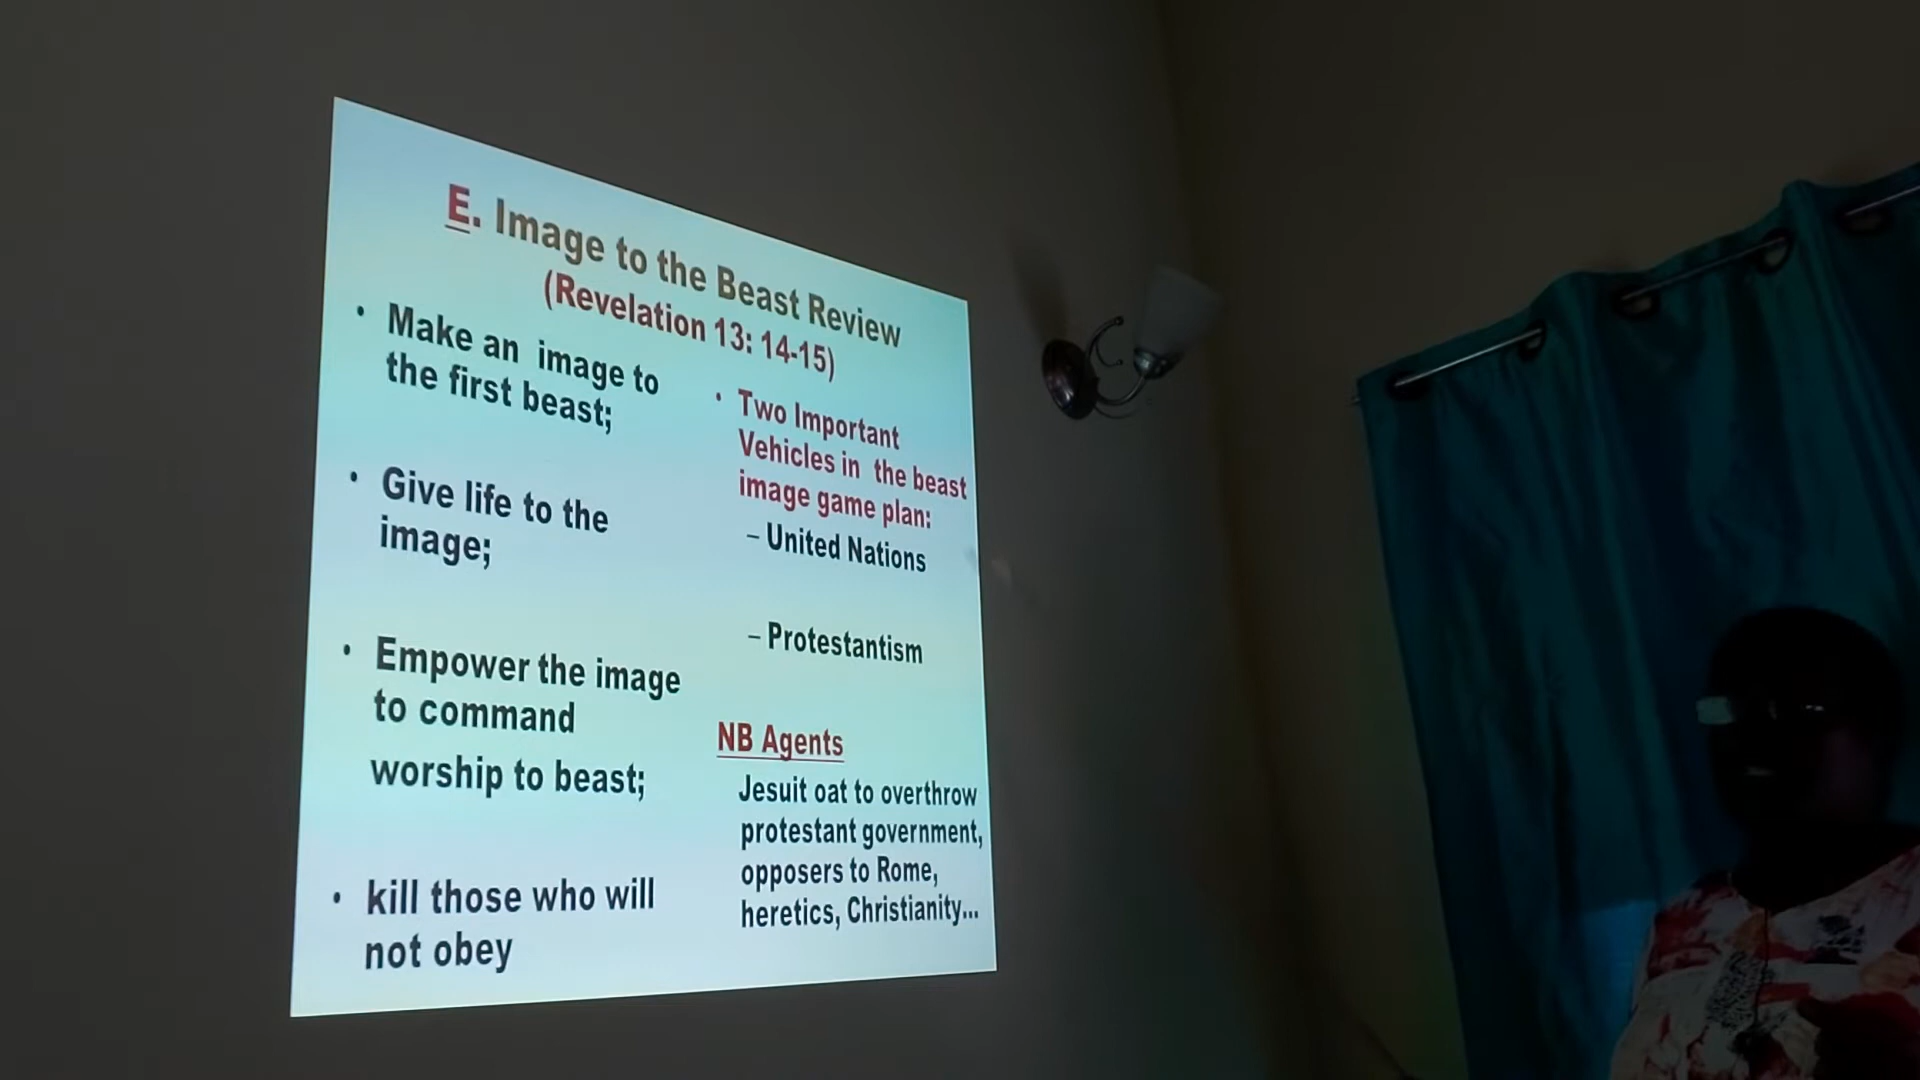 E. Image to the Beast Review
(Revelation 13: 14-15)
• Make an image to
the first beast;
• Give life to the
image;
• Empower the image
to command
worship to beast;
• kill those who will
not obey
• Two Important
Vehicles in the beast
image game plan:
– United Nations
– Protestantism
NB Agents
Jesuit oat to overthrow
protestant government,
opposers to Rome,
heretics, Christianity...